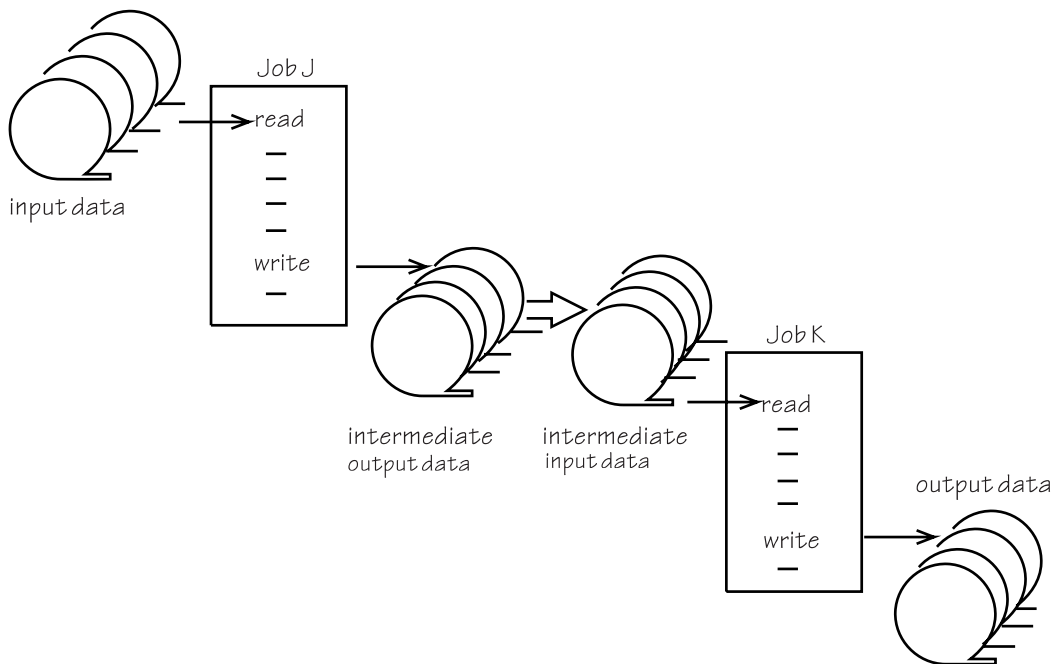 Job J
read
input data
write
Job K
read
intermediate
output data
intermediate
input data
output data
write